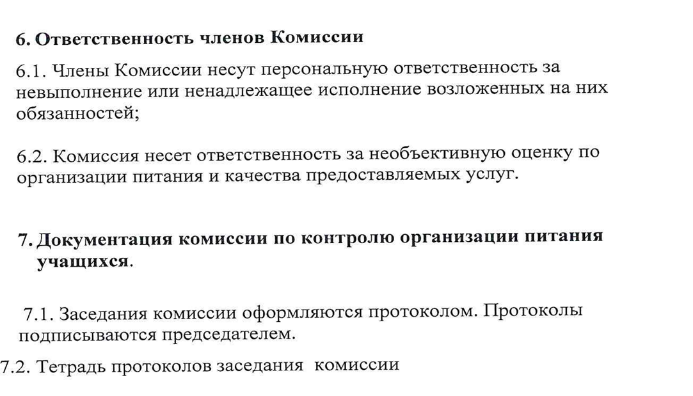 6. Ответственность членов Комиссии
6.1. Члены Комиссии несут персональную ответственность за
невыполнение или ненадлежащее исполнение возложенных на них
обязанностей;
6.2. Комиссия несет ответственность за необъективную оценку по
организации питания и качества предоставляемых услуг.
7. Документация комиссии по контролю организации питания
учащихся.
7.1. Заседания комиссии оформляются протоколом. Протоколы
подписываются председателем.
7.2. Тетрадь протоколов заседания комиссии